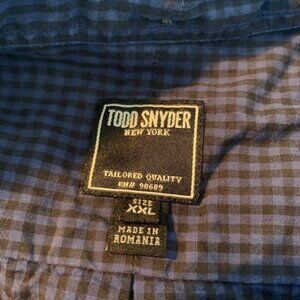 TODD SNYDER
NEW YORK
TAILORED QUALITY
RN# 98689
SIZE
XXL
MADE IN
ROMANIA